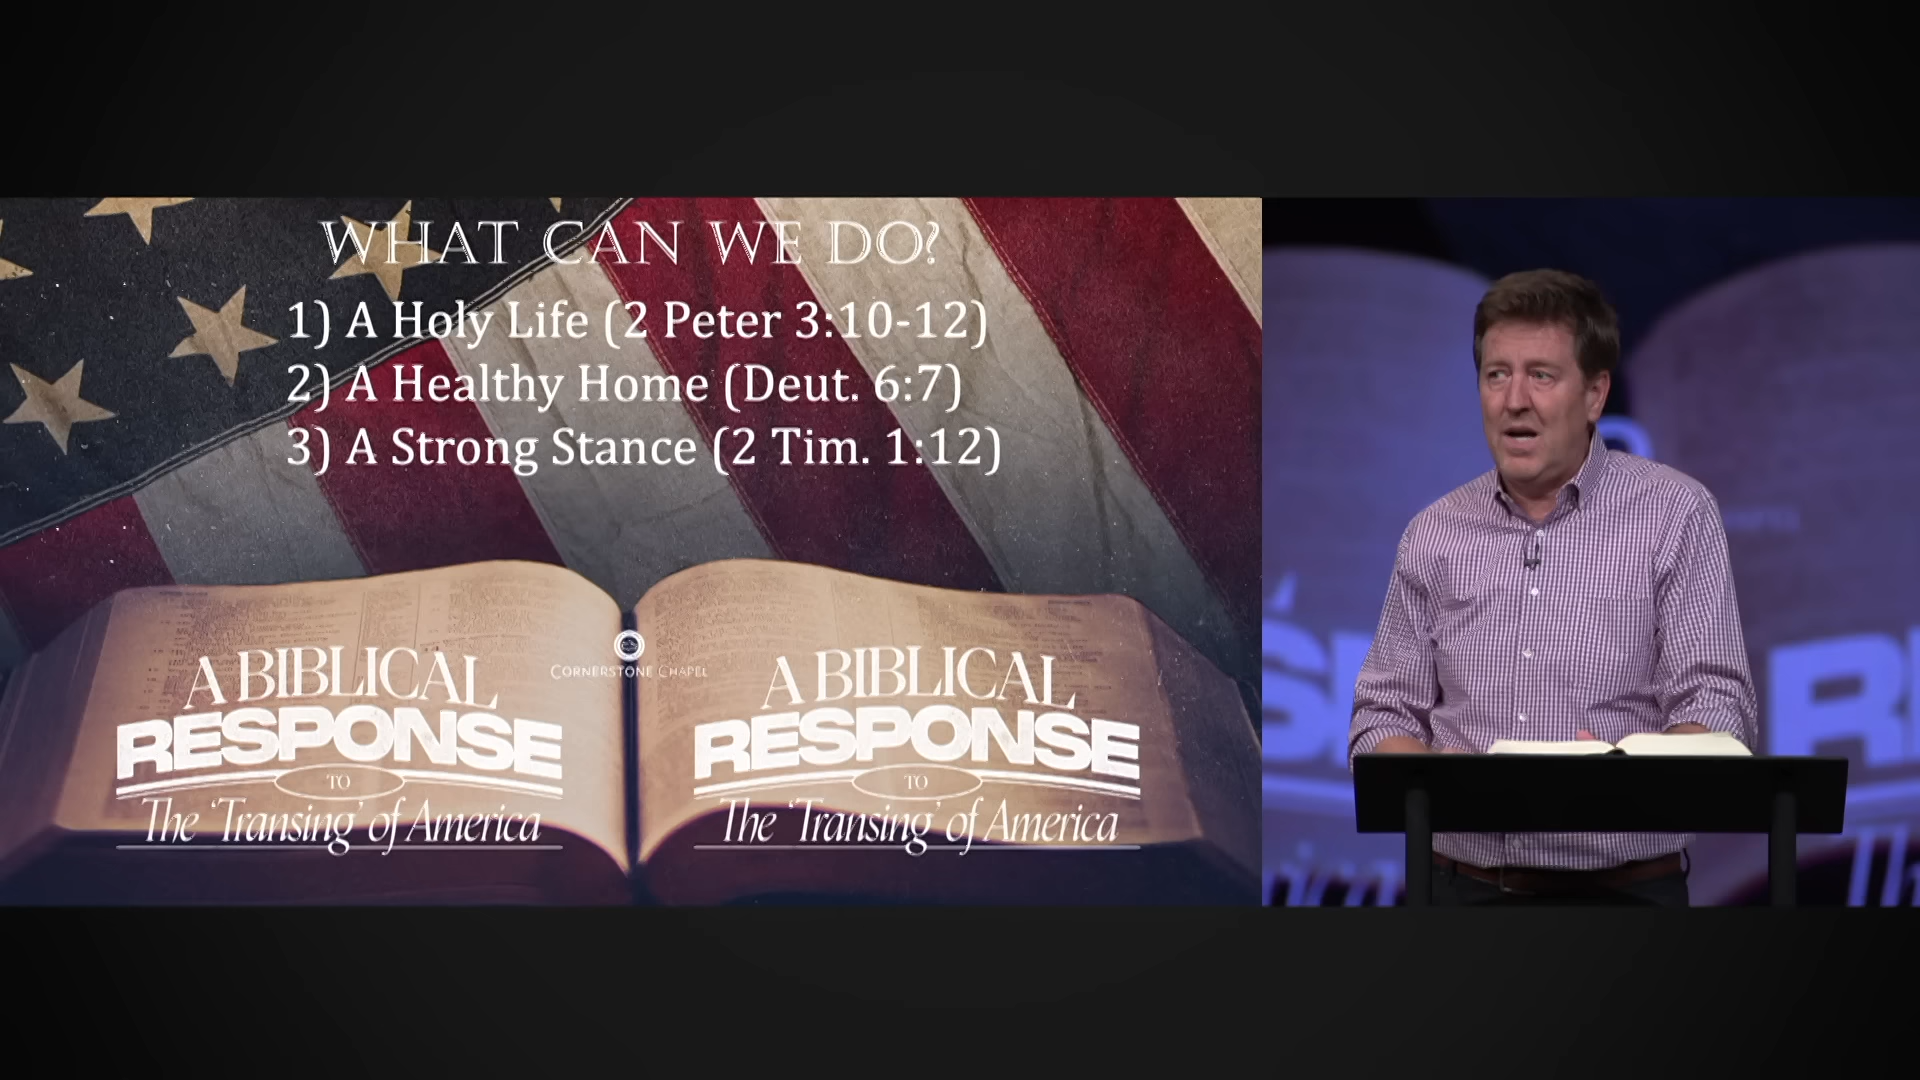 WHAT CAN WE DO?
1) A Holy Life (2 Peter 3:10-12)
2) A Healthy Home (Deut. 6:7)
3) A Strong Stance (2 Tim. 1:12)
CORNERSTONE CHAPEL
A BIBLICAL
RESPONSE
TO
The 'Transing' of America
A BIBLICAL
RESPONSE
TO
The 'Transing' of America